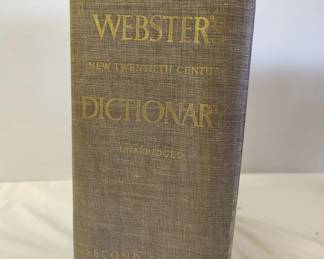 WEBSTER'S
NEW TWENTIETH CENTURY
DICTIONARY
UNABRIDGED
SECOND